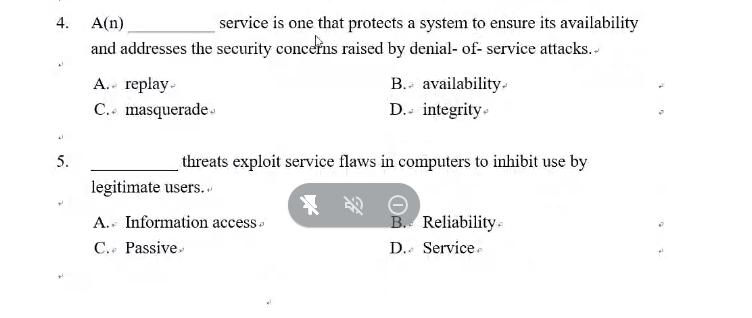 4. A(n) __________ service is one that protects a system to ensure its availability
and addresses the security concerns raised by denial- of- service attacks.
A. replay B. availability
C. masquerade D. integrity
5. __________ threats exploit service flaws in computers to inhibit use by
legitimate users.
A. Information access B. Reliability
C. Passive D. Service